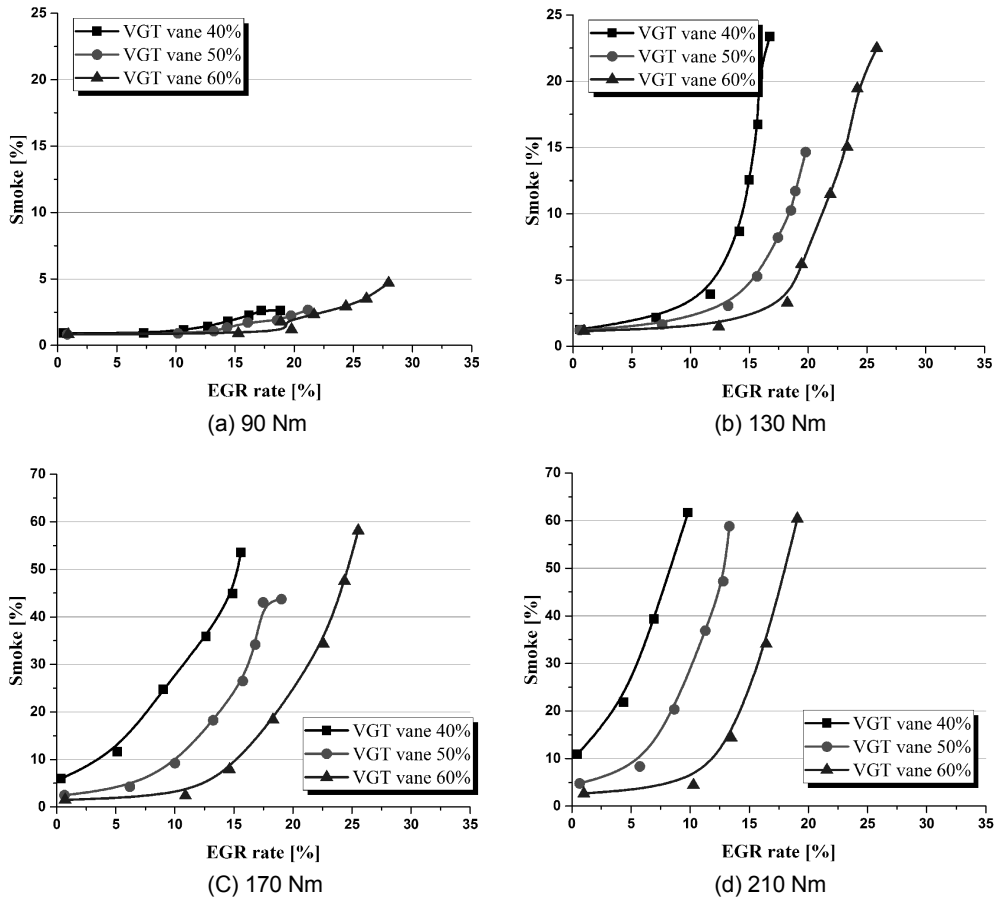 VGT vane 40%
VGT vane 50%
VGT vane 60%
25
20
15
10
5
0
Smoke [%]
0 5 10 15 20 25 30 35
EGR rate [%]
(a) 90 Nm
VGT vane 40%
VGT vane 50%
VGT vane 60%
25
20
15
10
5
0
Smoke [%]
0 5 10 15 20 25 30 35
EGR rate [%]
(b) 130 Nm
70
60
50
40
30
20
10
0
Smoke [%]
VGT vane 40%
VGT vane 50%
VGT vane 60%
0 5 10 15 20 25 30 35
EGR rate [%]
(C) 170 Nm
70
60
50
40
30
20
10
0
Smoke [%]
VGT vane 40%
VGT vane 50%
VGT vane 60%
0 5 10 15 20 25 30 35
EGR rate [%]
(d) 210 Nm